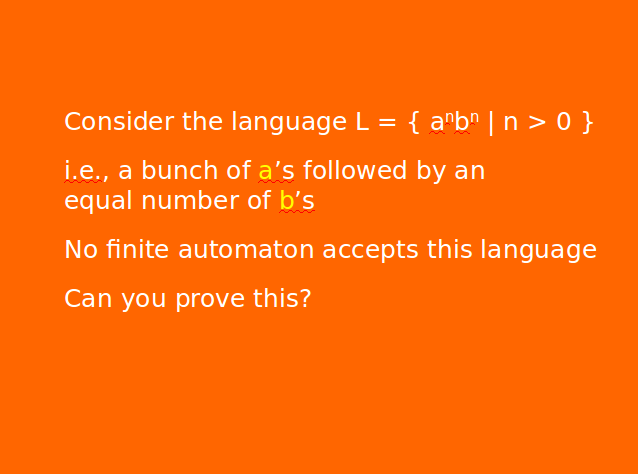 Consider the language L = { aⁿbⁿ | n > 0 }
i.e., a bunch of a’s followed by an
equal number of b’s
No finite automaton accepts this language
Can you prove this?